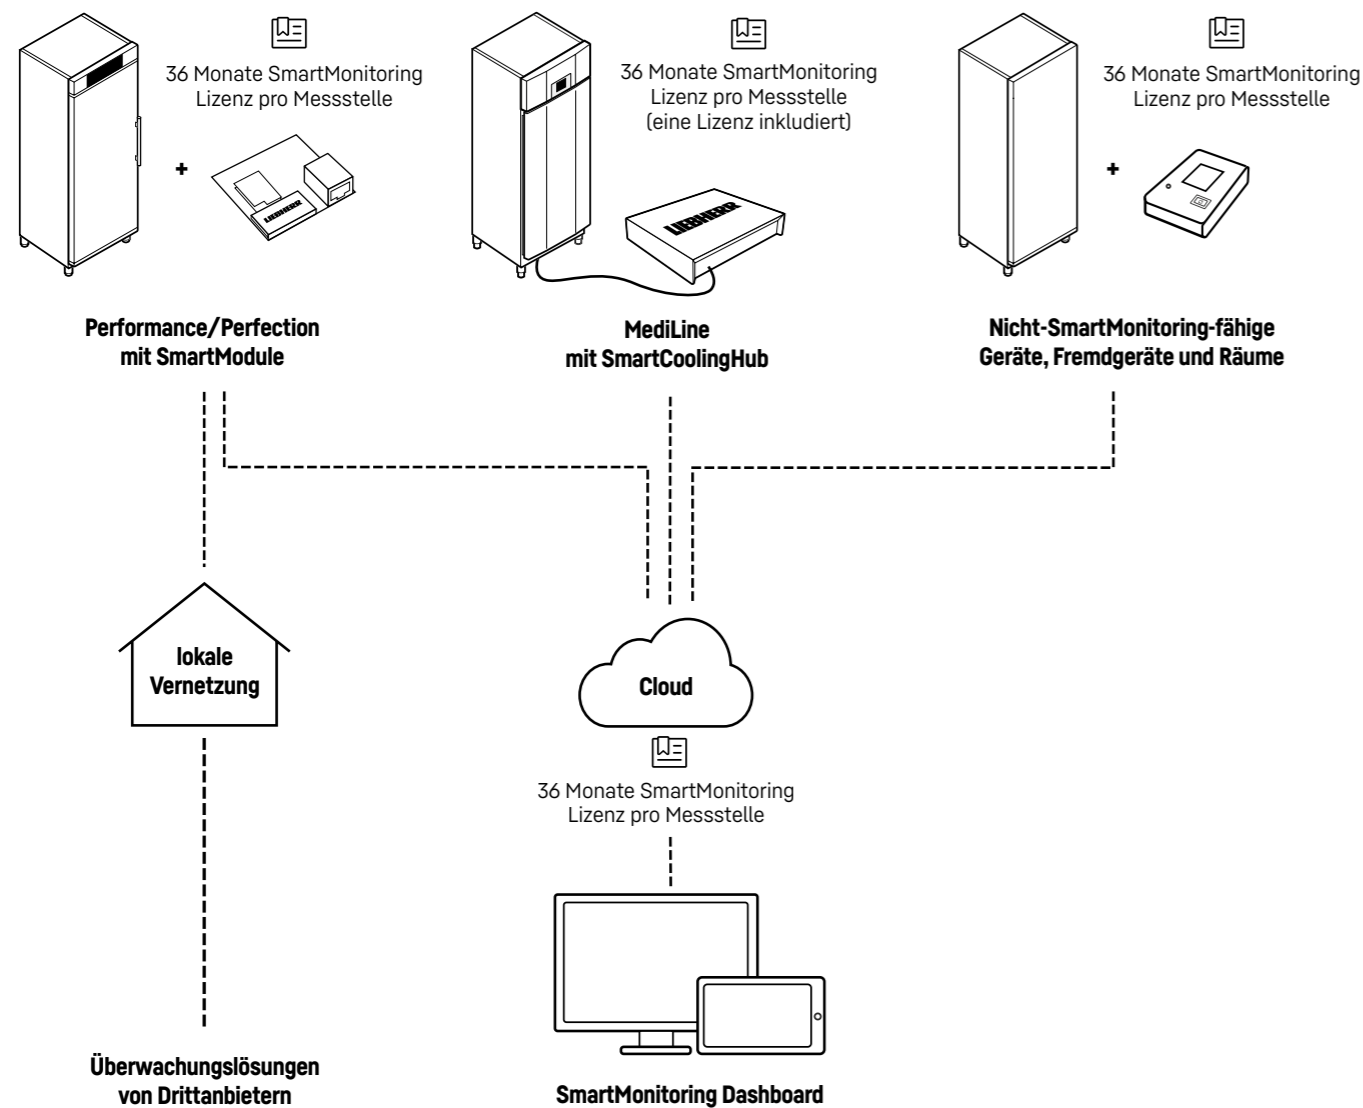 36 Monate SmartMonitoring
Lizenz pro Messstelle
+
LIEBHERR
Performance/Perfection
mit SmartModule
36 Monate SmartMonitoring
Lizenz pro Messstelle
(eine Lizenz inkludiert)
LIEBHERR
MediLine
mit SmartCoolingHub
36 Monate SmartMonitoring
Lizenz pro Messstelle
+
Nicht-SmartMonitoring-fähige
Geräte, Fremdgeräte und Räume
lokale
Vernetzung
Cloud
36 Monate SmartMonitoring
Lizenz pro Messstelle
Überwachungslösungen
von Drittanbietern
SmartMonitoring Dashboard